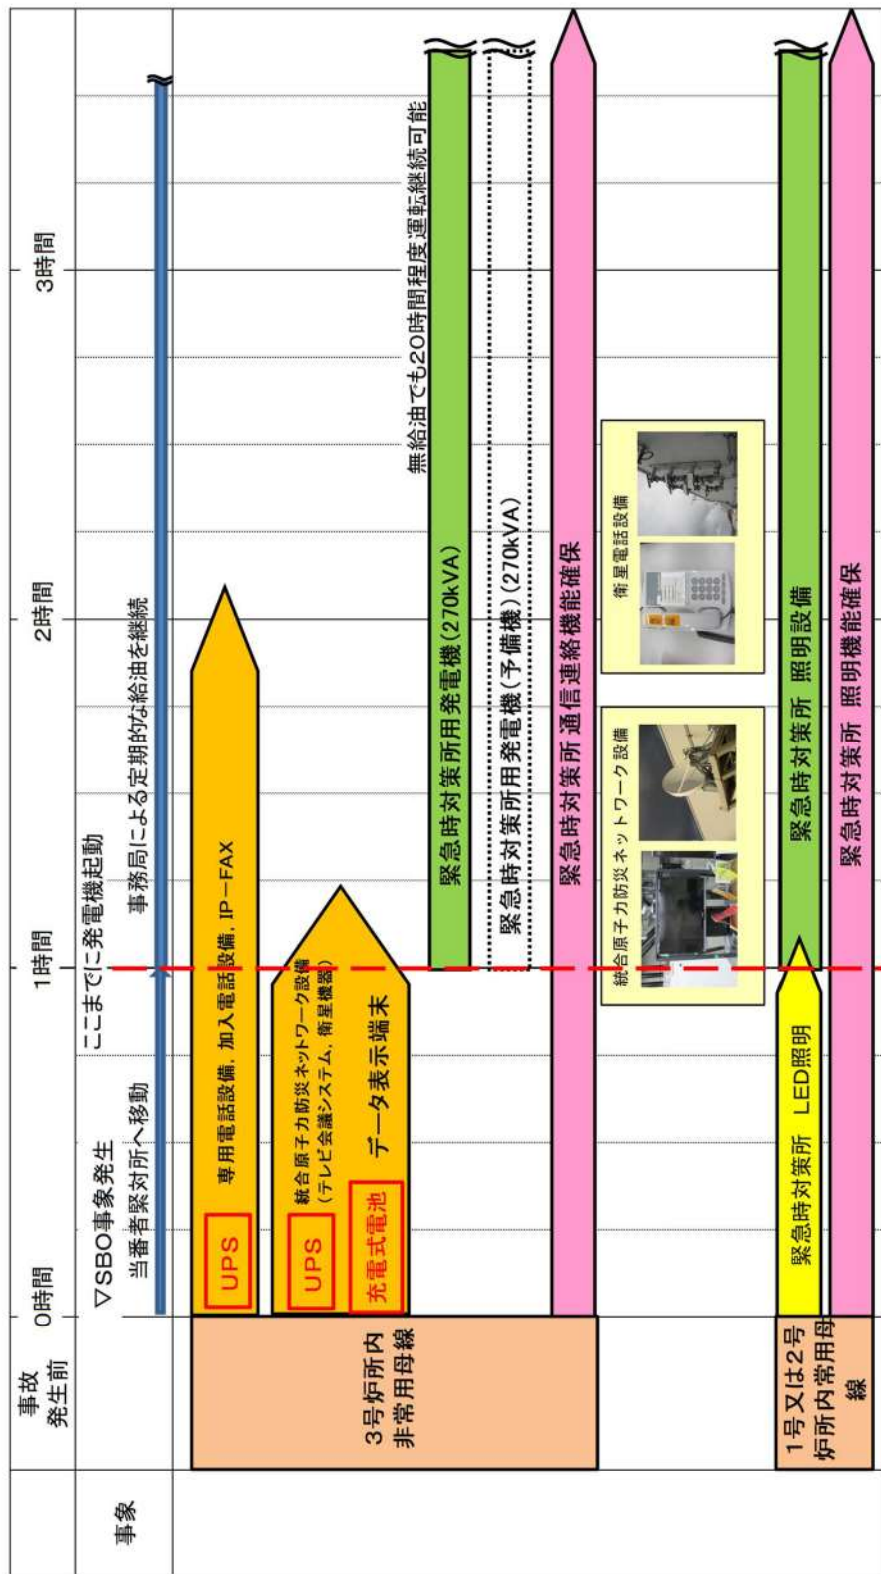 事故
発生前
0時間
1時間
2時間
3時間
事象
▽SBO事象発生
ここまでに発電機起動
当番者緊対所へ移動
事務局による定期的な給油を継続
3号炉所内
非常用母線
UPS
専用電話設備,加入電話設備,IP-FAX
UPS
統合原子力防災ネットワーク設備
(テレビ会議システム,衛星機器)
充電式電池
データ表示端末
無給油でも20時間程度運転継続可能
緊急時対策所用発電機(270kVA)
緊急時対策所用発電機(予備機)(270kVA)
緊急時対策所 通信連絡機能確保
統合原子力防災ネットワーク設備
衛星電話設備
1号又は2号
炉所内常用母
線
緊急時対策所 LED照明
緊急時対策所 照明設備
緊急時対策所 照明機能確保